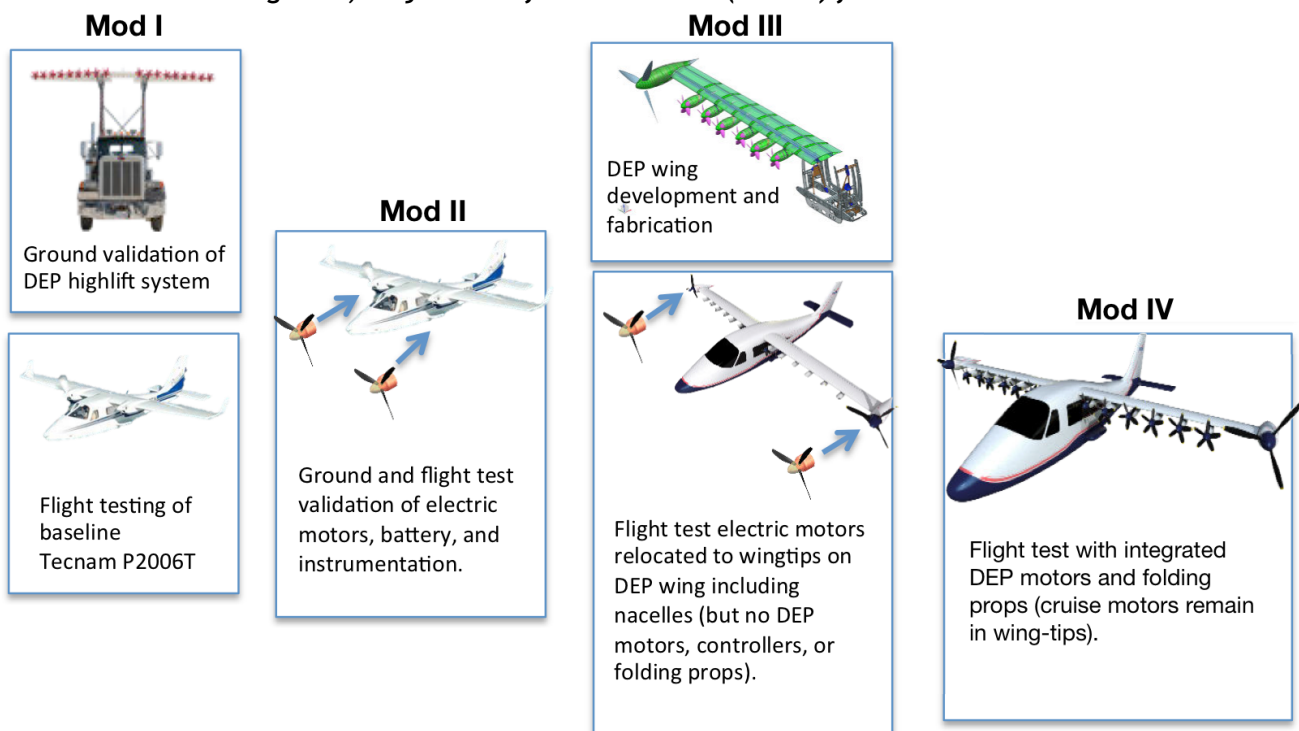 Mod I
Ground validation of
DEP highlift system
Flight testing of
baseline
Tecnam P2006T
Mod II
Ground and flight test
validation of electric
motors, battery, and
instrumentation.
Mod III
DEP wing
development and
fabrication
Flight test electric motors
relocated to wingtips on
DEP wing including
nacelles (but no DEP
motors, controllers, or
folding props).
Mod IV
Flight test with integrated
DEP motors and folding
props (cruise motors remain
in wing-tips).